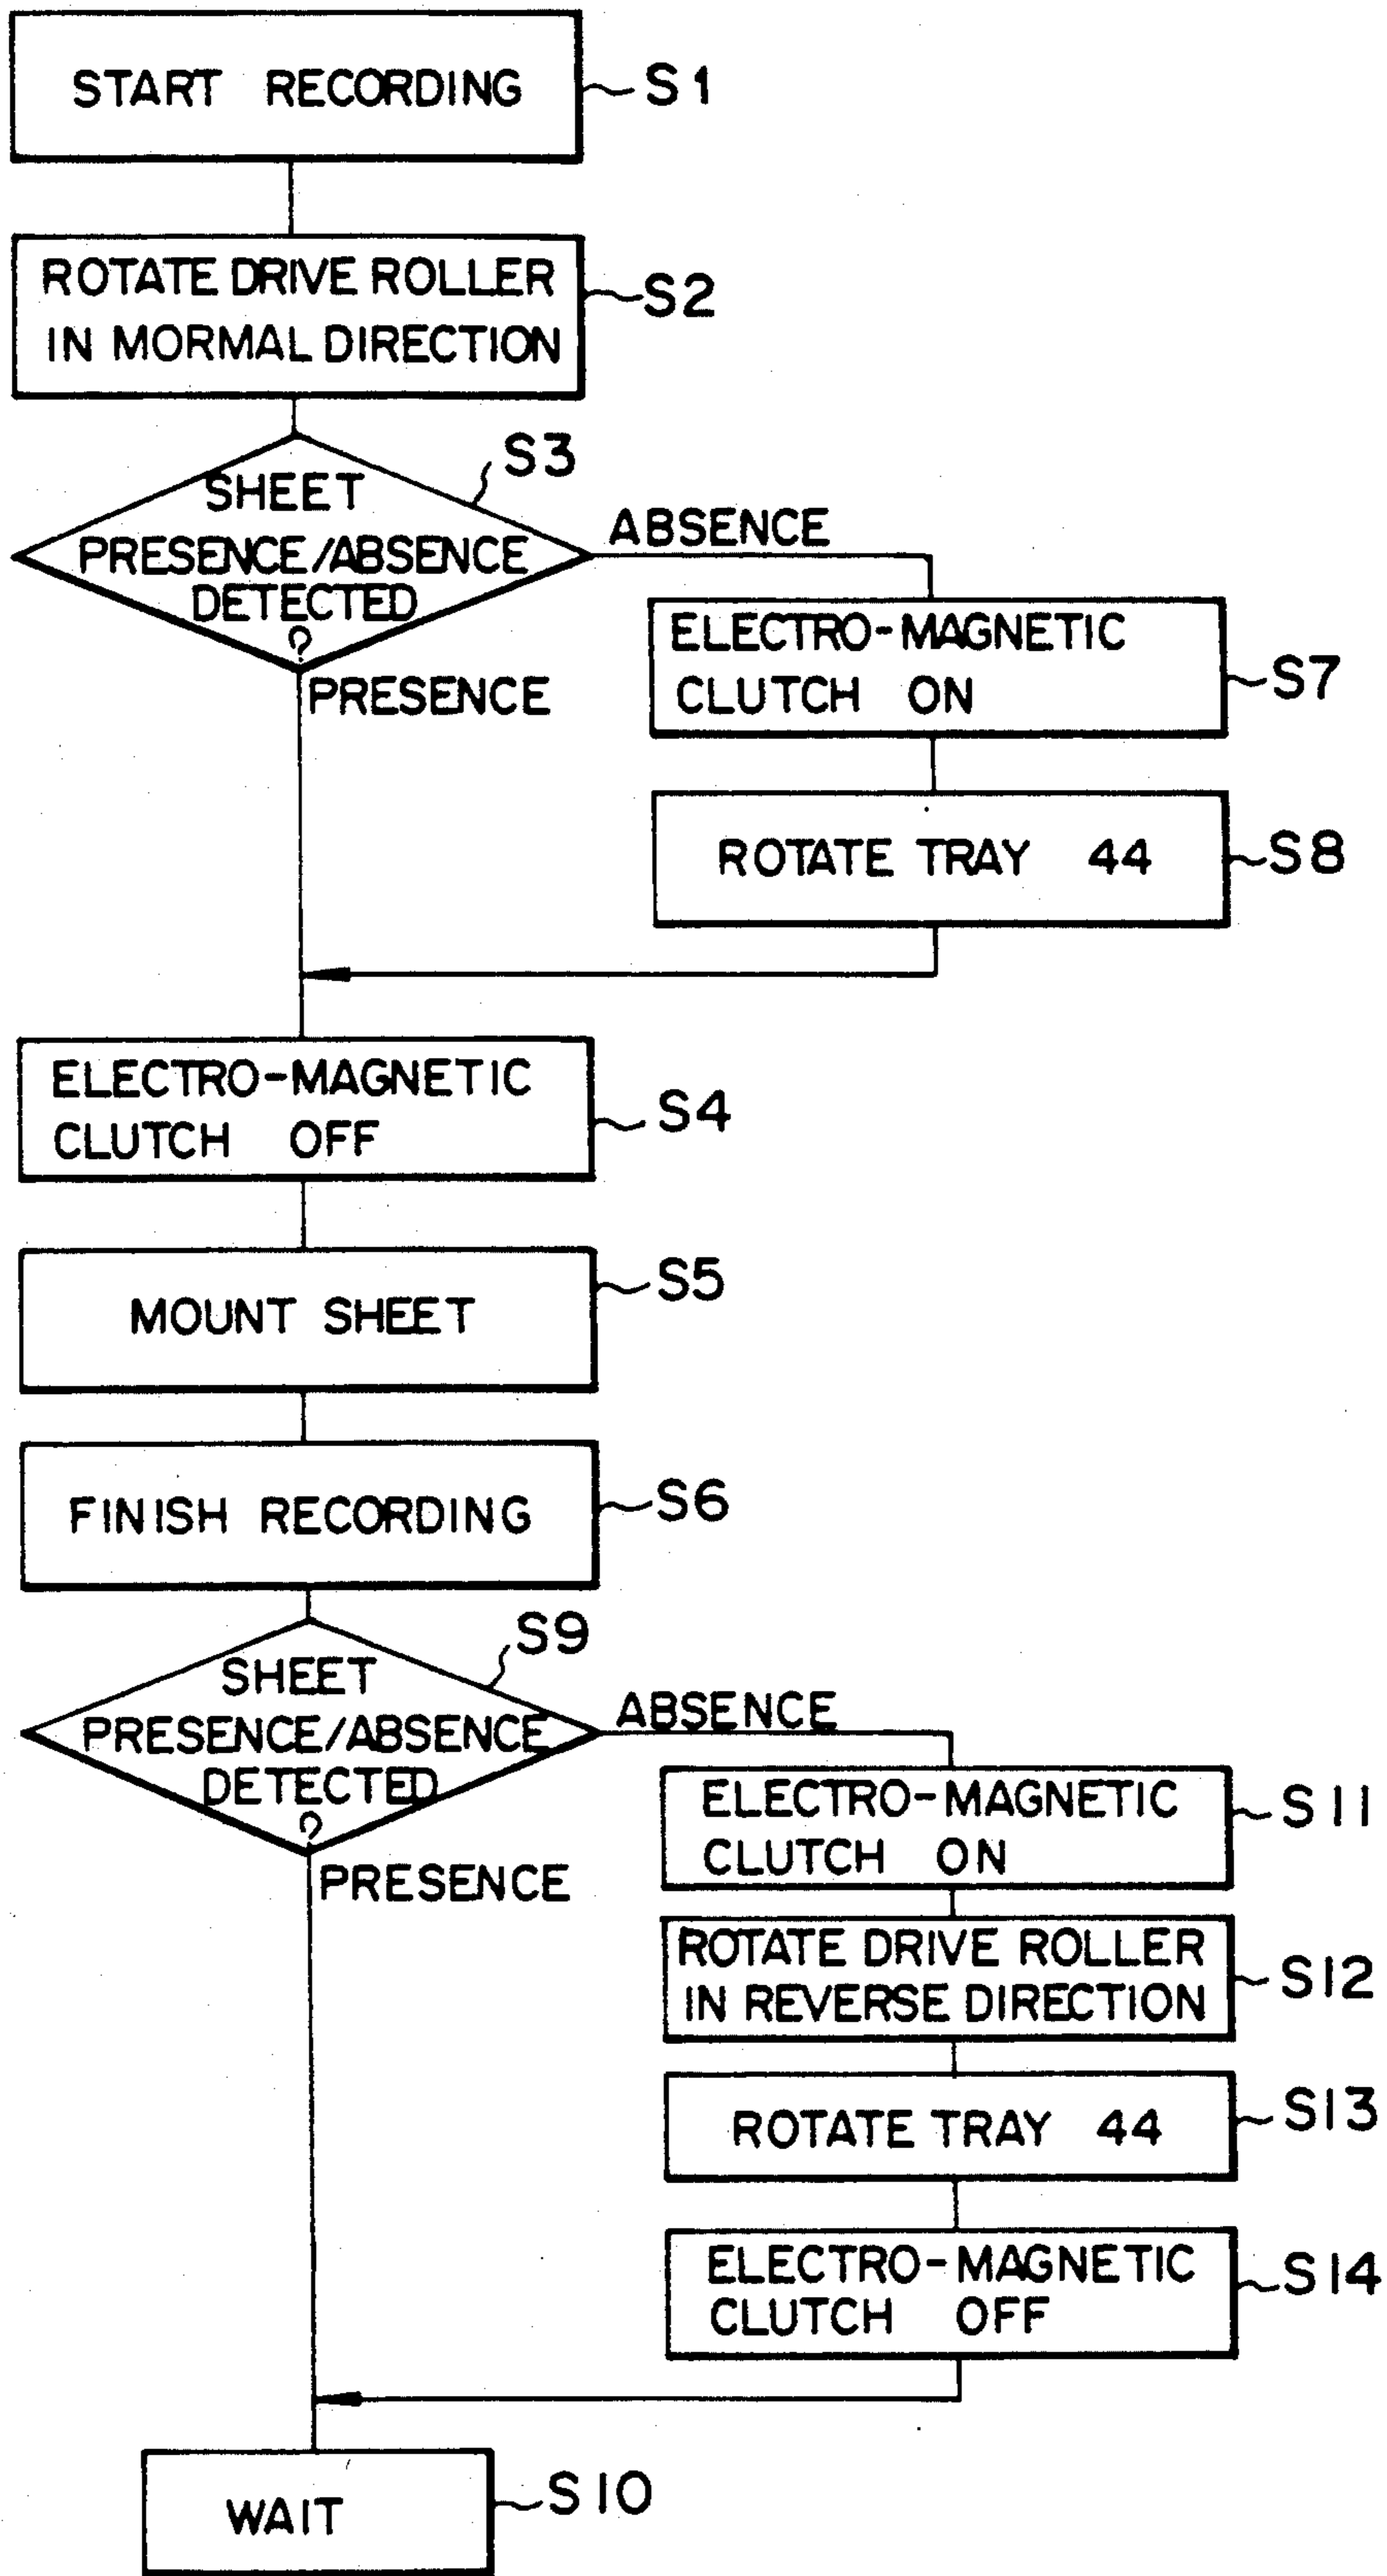 START RECORDING
S1
ROTATE DRIVE ROLLER
IN MORMAL DIRECTION
S2
S3
SHEET
PRESENCE/ABSENCE
DETECTED
?
ABSENCE
PRESENCE
ELECTRO-MAGNETIC
CLUTCH ON
S7
ROTATE TRAY 44
S8
ELECTRO-MAGNETIC
CLUTCH OFF
S4
MOUNT SHEET
S5
FINISH RECORDING
S6
S9
SHEET
PRESENCE/ABSENCE
DETECTED
?
ABSENCE
PRESENCE
ELECTRO-MAGNETIC
CLUTCH ON
S11
ROTATE DRIVE ROLLER
IN REVERSE DIRECTION
S12
ROTATE TRAY 44
S13
ELECTRO-MAGNETIC
CLUTCH OFF
S14
WAIT
S10